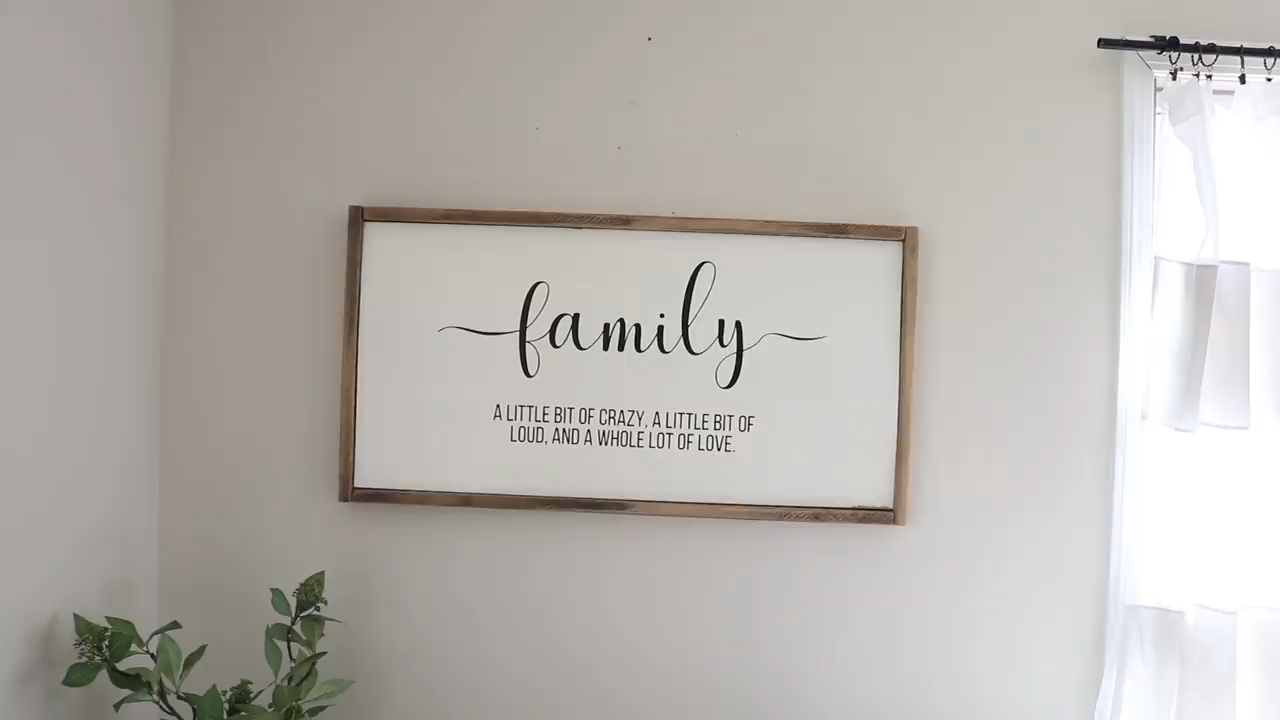 family
A LITTLE BIT OF CRAZY, A LITTLE BIT OF
LOUD, AND A WHOLE LOT OF LOVE.